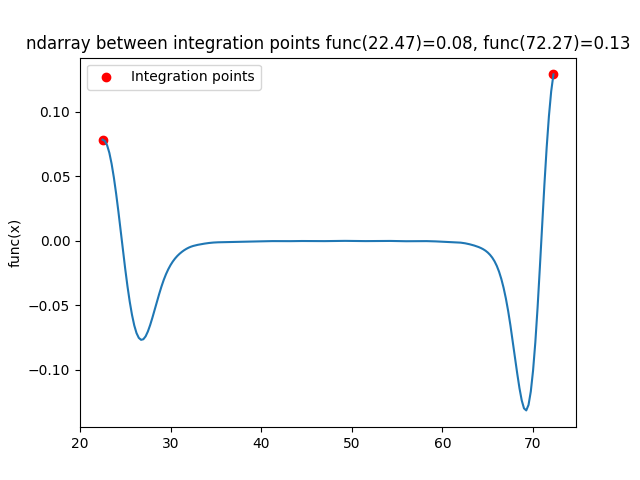 ndarray between integration points func(22.47)=0.08, func(72.27)=0.13
Integration points
func(x)
0.10
0.05
0.00
−0.05
−0.10
20 30 40 50 60 70